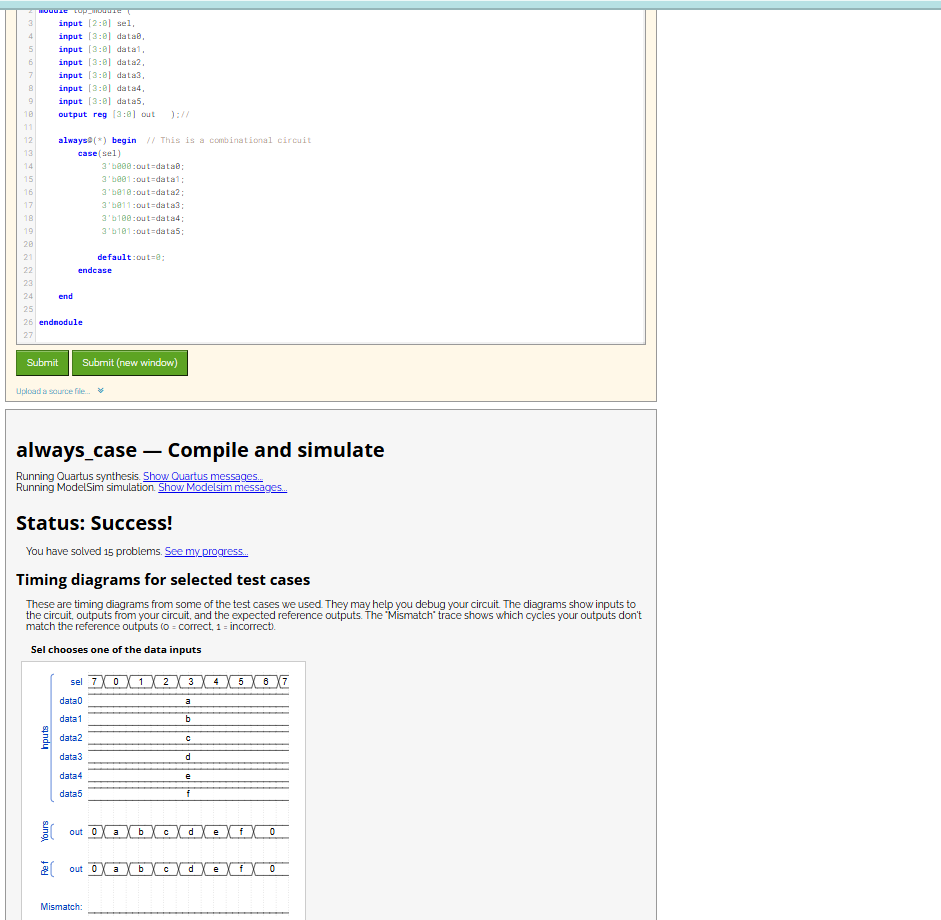 2 module top_module (
3 input [2:0] sel,
4 input [3:0] data0,
5 input [3:0] data1,
6 input [3:0] data2,
7 input [3:0] data3,
8 input [3:0] data4,
9 input [3:0] data5,
10 output reg [3:0] out   );//
11
12 always@(*) begin  // This is a combinational circuit
13 case(sel)
14 3'b000:out=data0;
15 3'b001:out=data1;
16 3'b010:out=data2;
17 3'b011:out=data3;
18 3'b100:out=data4;
19 3'b101:out=data5;
20
21 default:out=0;
22 endcase
23
24 end
25
26 endmodule
27
Submit Submit (new window)
Upload a source file...
always_case — Compile and simulate
Running Quartus synthesis. Show Quartus messages...
Running ModelSim simulation. Show Modelsim messages...
Status: Success!
You have solved 15 problems. See my progress...
Timing diagrams for selected test cases
These are timing diagrams from some of the test cases we used. They may help you debug your circuit. The diagrams show inputs to
the circuit, outputs from your circuit, and the expected reference outputs. The "Mismatch" trace shows which cycles your outputs don't
match the reference outputs (0 = correct, 1 = incorrect).
Sel chooses one of the data inputs
Inputs
sel 7 0 1 2 3 4 5 6 7
data0 a
data1 b
data2 c
data3 d
data4 e
data5 f
Yours
out 0 a b c d e f 0
Ref
out 0 a b c d e f 0
Mismatch: